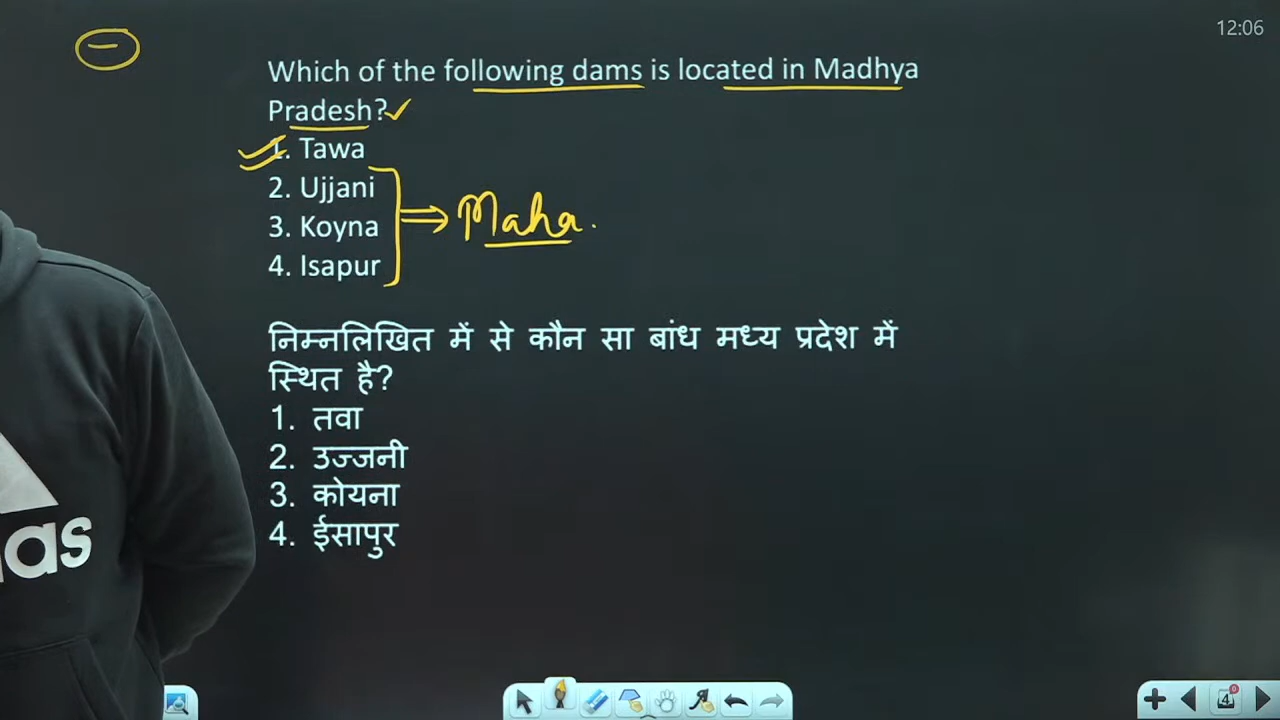 12:06
Which of the following dams is located in Madhya
Pradesh?
1. Tawa
2. Ujjani
3. Koyna
4. Isapur
Maha.
निम्नलिखित में से कौन सा बांध मध्य प्रदेश में
स्थित है?
1. तवा
2. उज्जनी
3. कोयना
4. ईसापुर
as
4